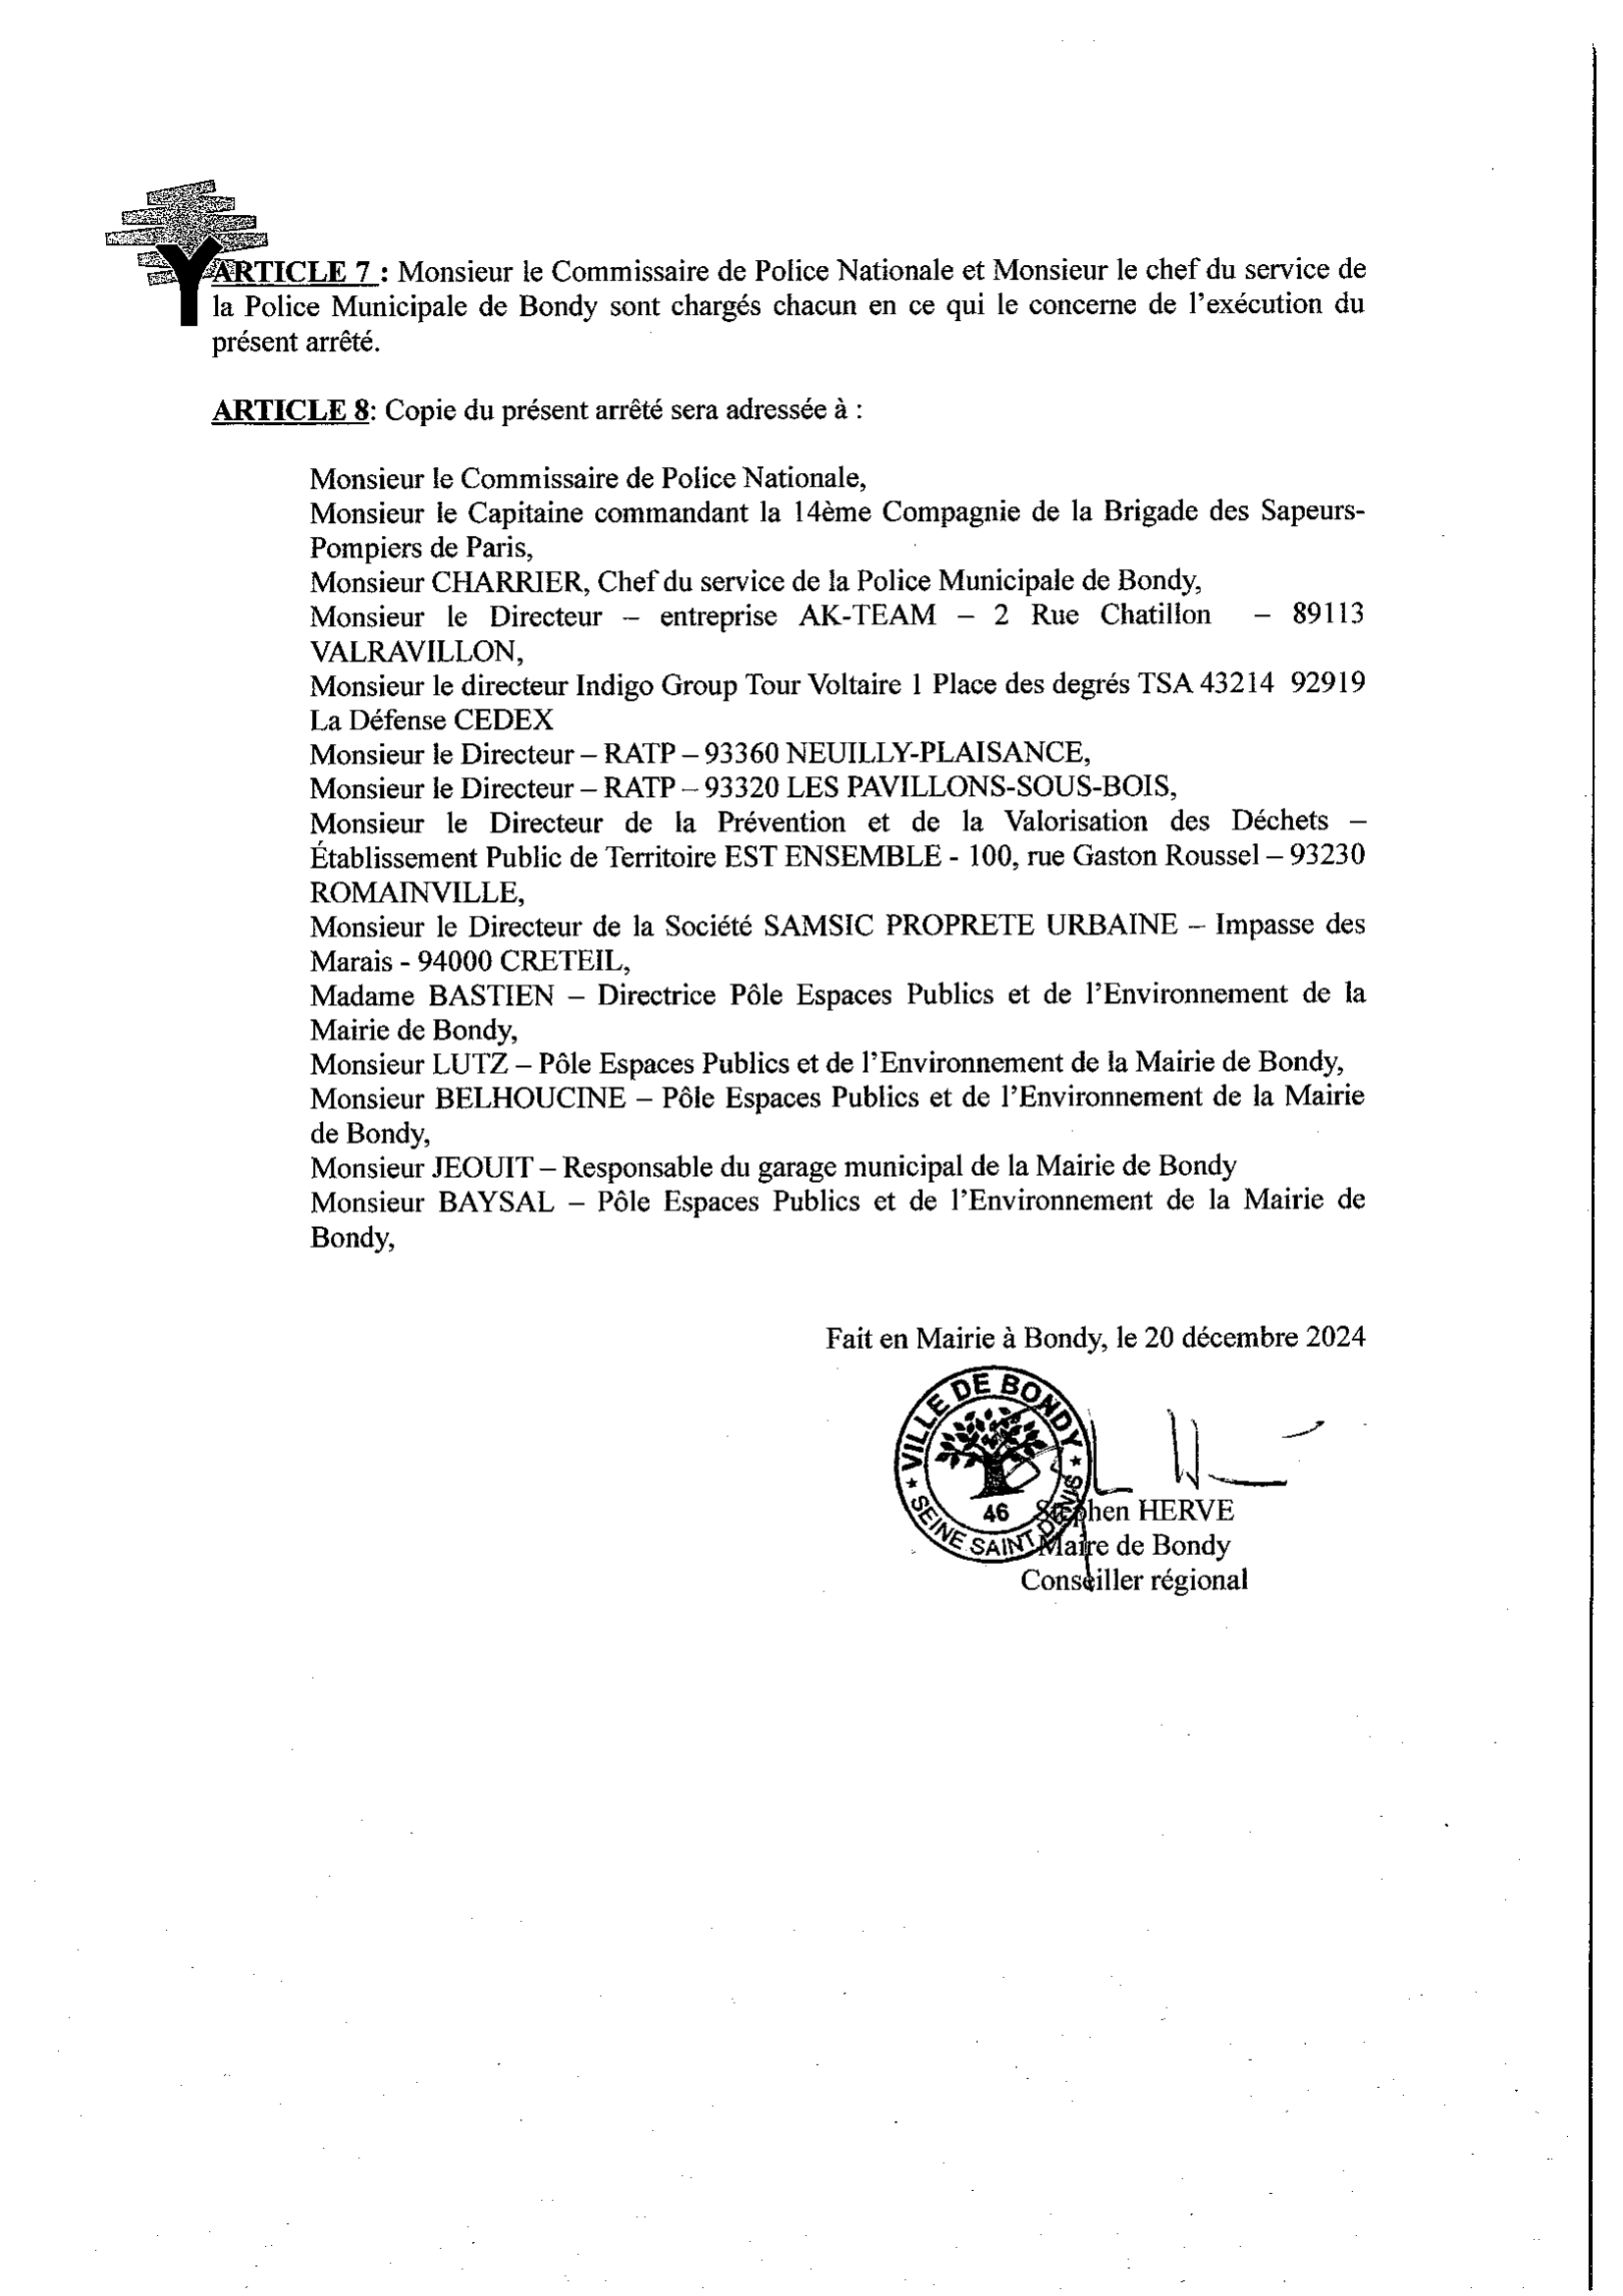 ARTICLE 7 : Monsieur le Commissaire de Police Nationale et Monsieur le chef du service de
la Police Municipale de Bondy sont chargés chacun en ce qui le concerne de l'exécution du
présent arrêté.
ARTICLE 8: Copie du présent arrêté sera adressée à :
Monsieur le Commissaire de Police Nationale,
Monsieur le Capitaine commandant la 14ème Compagnie de la Brigade des Sapeurs-
Pompiers de Paris,
Monsieur CHARRIER, Chef du service de la Police Municipale de Bondy,
Monsieur le Directeur – entreprise AK-TEAM – 2 Rue Chatillon – 89113
VALRAVILLON,
Monsieur le directeur Indigo Group Tour Voltaire 1 Place des degrés TSA 43214 92919
La Défense CEDEX
Monsieur le Directeur – RATP – 93360 NEUILLY-PLAISANCE,
Monsieur le Directeur – RATP – 93320 LES PAVILLONS-SOUS-BOIS,
Monsieur le Directeur de la Prévention et de la Valorisation des Déchets –
Établissement Public de Territoire EST ENSEMBLE - 100, rue Gaston Roussel – 93230
ROMAINVILLE,
Monsieur le Directeur de la Société SAMSIC PROPRETE URBAINE – Impasse des
Marais - 94000 CRETEIL,
Madame BASTIEN – Directrice Pôle Espaces Publics et de l'Environnement de la
Mairie de Bondy,
Monsieur LUTZ – Pôle Espaces Publics et de l'Environnement de la Mairie de Bondy,
Monsieur BELHOUCINE – Pôle Espaces Publics et de l'Environnement de la Mairie
de Bondy,
Monsieur JEOUIT – Responsable du garage municipal de la Mairie de Bondy
Monsieur BAYSAL – Pôle Espaces Publics et de l'Environnement de la Mairie de
Bondy,
Fait en Mairie à Bondy, le 20 décembre 2024
VILLE DE BONDY
46
SEINE SAINT DENIS
Stephen HERVE
Maire de Bondy
Conseiller régional